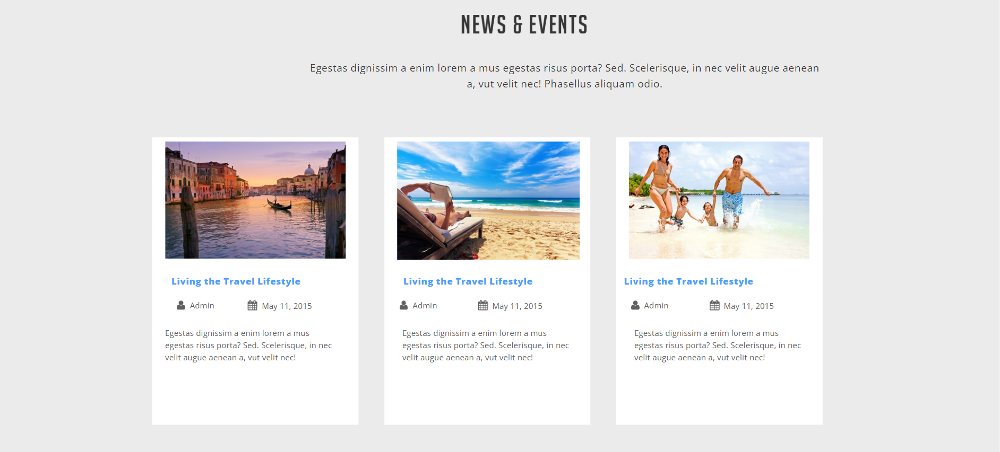 NEWS & EVENTS
Egestas dignissim a enim lorem a mus egestas risus porta? Sed. Scelerisque, in nec velit augue aenean
a, vut velit nec! Phasellus aliquam odio.
Living the Travel Lifestyle
Admin May 11, 2015
Egestas dignissim a enim lorem a mus
egestas risus porta? Sed. Scelerisque, in nec
velit augue aenean a, vut velit nec!
Living the Travel Lifestyle
Admin May 11, 2015
Egestas dignissim a enim lorem a mus
egestas risus porta? Sed. Scelerisque, in nec
velit augue aenean a, vut velit nec!
Living the Travel Lifestyle
Admin May 11, 2015
Egestas dignissim a enim lorem a mus
egestas risus porta? Sed. Scelerisque, in nec
velit augue aenean a, vut velit nec!